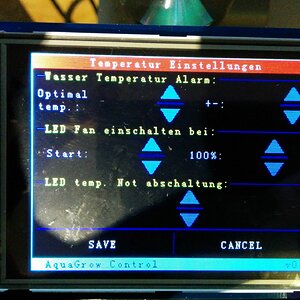 Temperatur Einstellungen
Wasser Temperatur Alarm:
Optimal
temp.:
+-:
LED Fan einschalten bei:
Start:
100%:
LED temp. Not abschaltung:
SAVE
CANCEL
AquaGrow Control